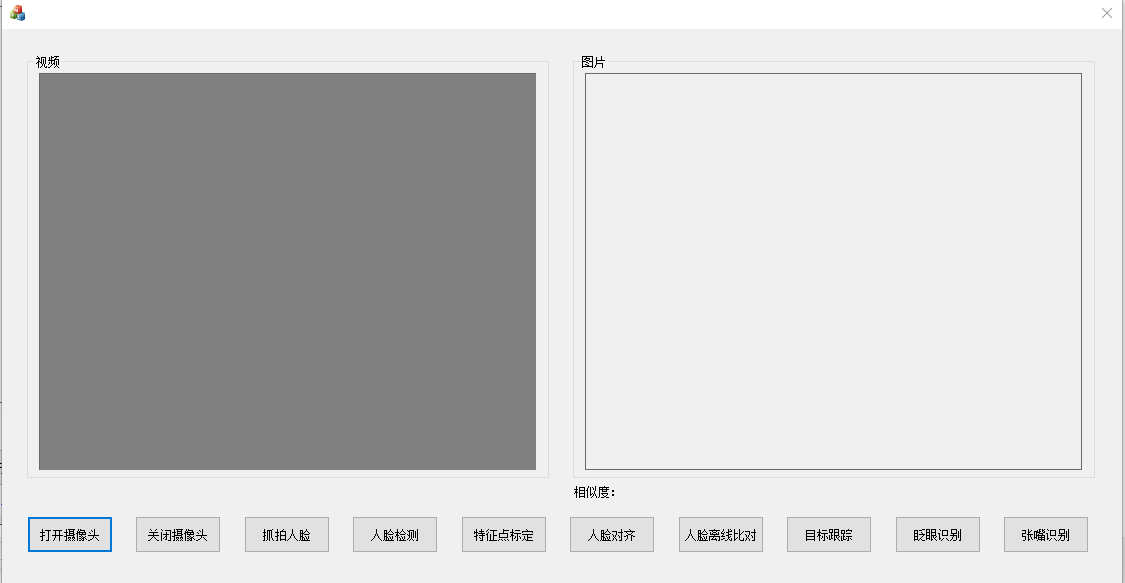 视频
图片
相似度:
打开摄像头
关闭摄像头
抓拍人脸
人脸检测
特征点标定
人脸对齐
人脸离线比对
目标跟踪
眨眼识别
张嘴识别